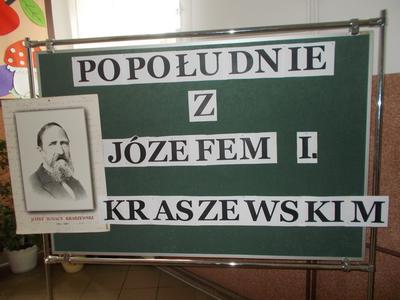 POPOŁUDNIE
Z
JÓZEFEM I.
KRASZEWSKIM
JÓZEF IGNACY KRASZEWSKI